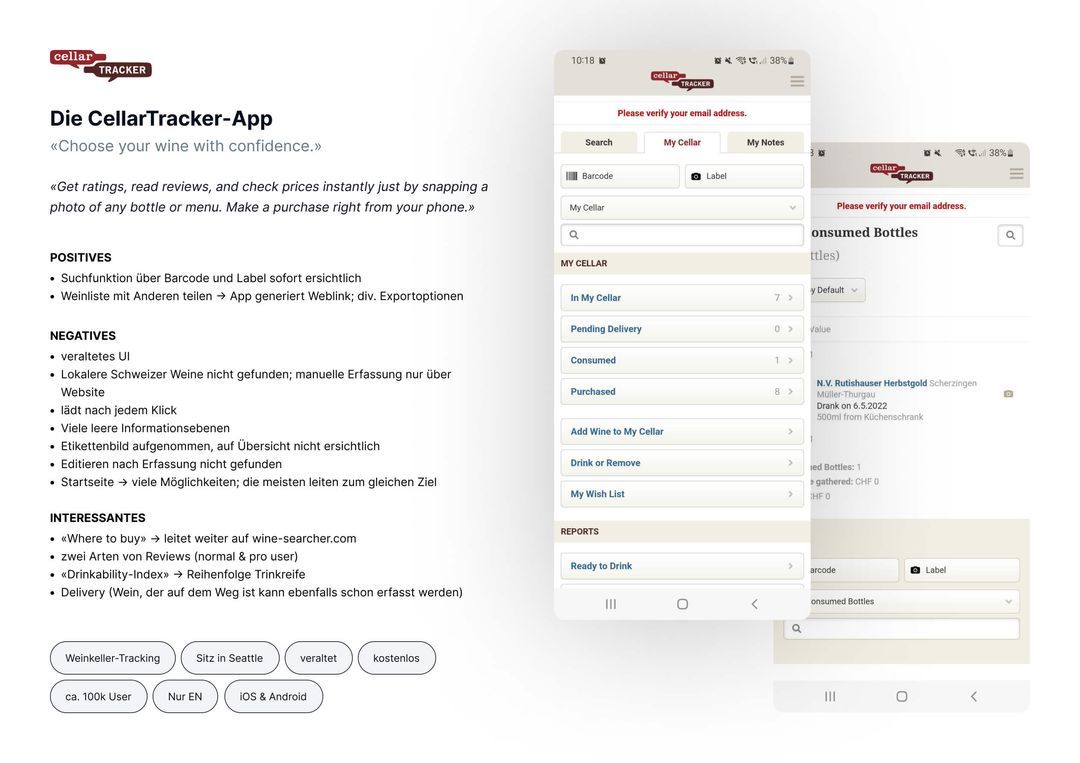 cellar
TRACKER
Die CellarTracker-App
«Choose your wine with confidence.»
«Get ratings, read reviews, and check prices instantly just by snapping a
photo of any bottle or menu. Make a purchase right from your phone.»
POSITIVES
• Suchfunktion über Barcode und Label sofort ersichtlich
• Weinliste mit Anderen teilen → App generiert Weblink; div. Exportoptionen
NEGATIVES
• veraltetes UI
• Lokalere Schweizer Weine nicht gefunden; manuelle Erfassung nur über
Website
• lädt nach jedem Klick
• Viele leere Informationsebenen
• Etikettenbild aufgenommen, auf Übersicht nicht ersichtlich
• Editieren nach Erfassung nicht gefunden
• Startseite → viele Möglichkeiten; die meisten leiten zum gleichen Ziel
INTERESSANTES
• «Where to buy» → leitet weiter auf wine-searcher.com
• zwei Arten von Reviews (normal & pro user)
• «Drinkability-Index» → Reihenfolge Trinkreife
• Delivery (Wein, der auf dem Weg ist kann ebenfalls schon erfasst werden)
Weinkeller-Tracking
Sitz in Seattle
veraltet
kostenlos
ca. 100k User
Nur EN
iOS & Android
10:18
38%
cellar
TRACKER
Please verify your email address.
Search
My Cellar
My Notes
Barcode
Label
My Cellar
MY CELLAR
In My Cellar 7
Pending Delivery 0
Consumed 1
Purchased 8
Add Wine to My Cellar
Drink or Remove
My Wish List
REPORTS
Ready to Drink
38%
cellar
TRACKER
Please verify your email address.
onsumed Bottles
ttles)
y Default
Value
N.V. Rutishauser Herbstgold Scherzingen
Müller-Thurgau
Drank on 6.5.2022
500ml from Küchenschrank
ed Bottles: 1
e gathered: CHF 0
CHF 0
arcode
Label
onsumed Bottles